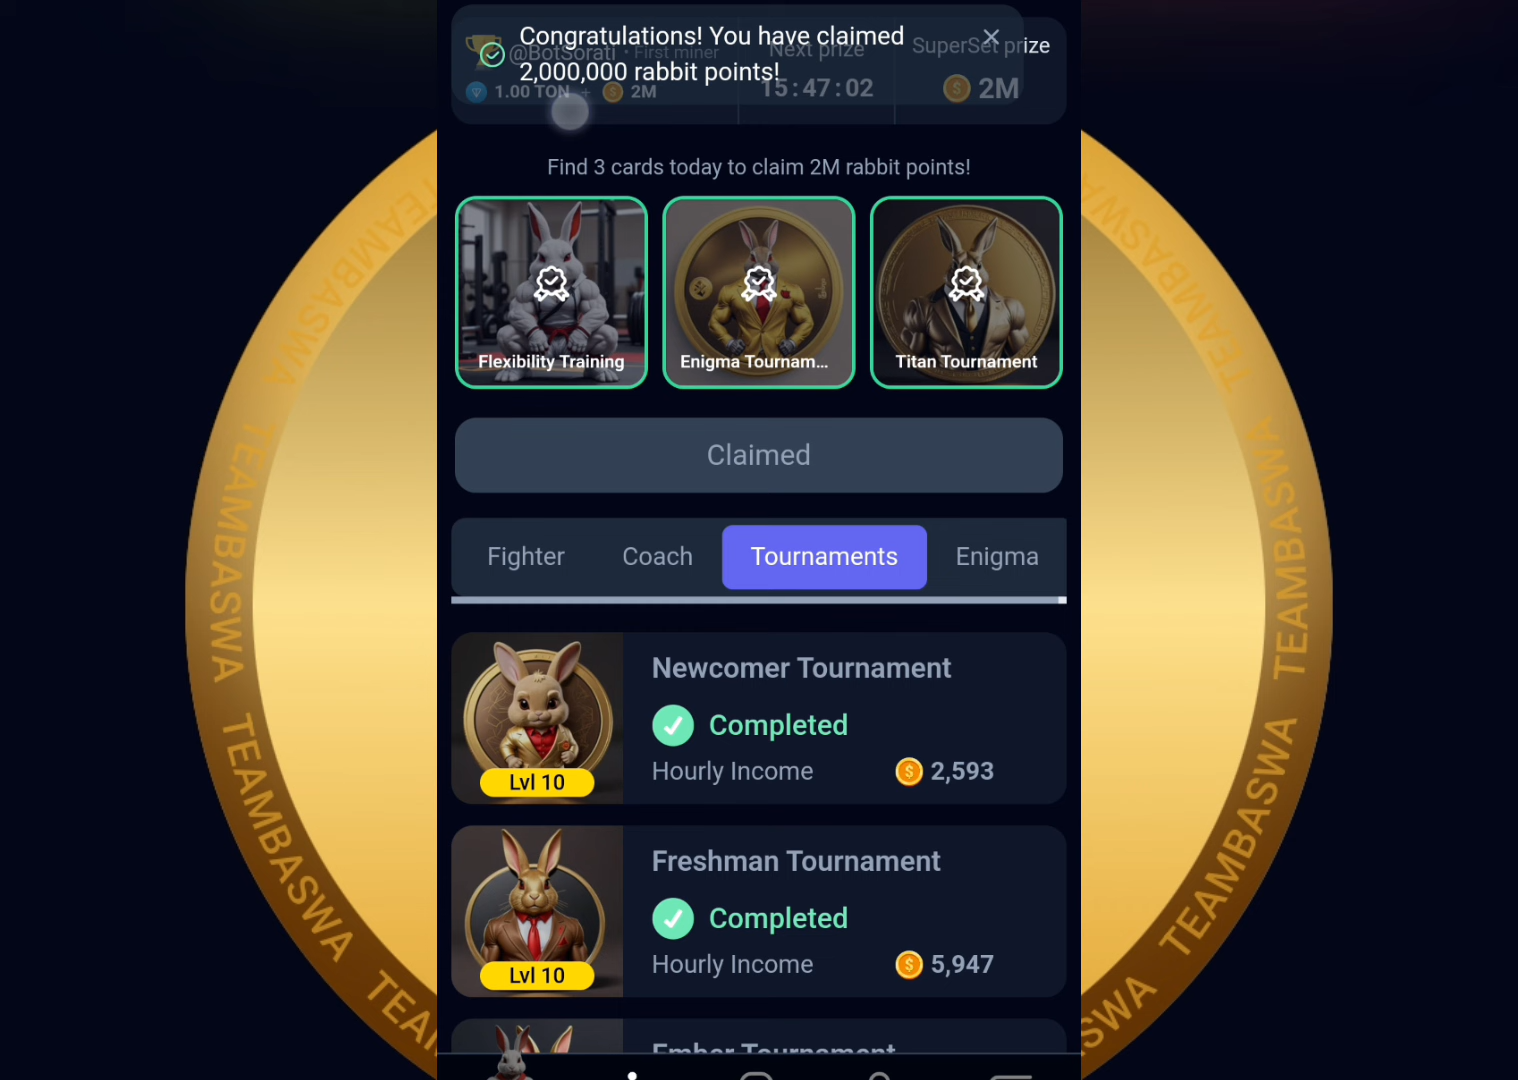 Congratulations! You have claimed
2,000,000 rabbit points!
@BotSorati · First miner
1.00 TON + 2M
Next prize
15:47:02
SuperSet prize
2M
Find 3 cards today to claim 2M rabbit points!
Flexibility Training
Enigma Tournam...
Titan Tournament
Claimed
Fighter Coach Tournaments Enigma
Newcomer Tournament
Completed
Hourly Income 2,593
Lvl 10
Freshman Tournament
Completed
Hourly Income 5,947
Lvl 10
Ember Tournament
TEAMBASWA
TEAMBASWA
TEAMBASWA
TEAMBASWA
TEAMBASWA
TEAMBASWA